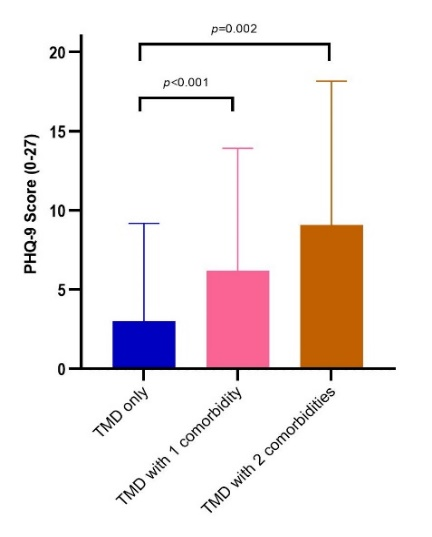 p=0.002
p<0.001
PHQ-9 Score (0-27)
20
15
10
5
0
TMD only
TMD with 1 comorbidity
TMD with 2 comorbidities